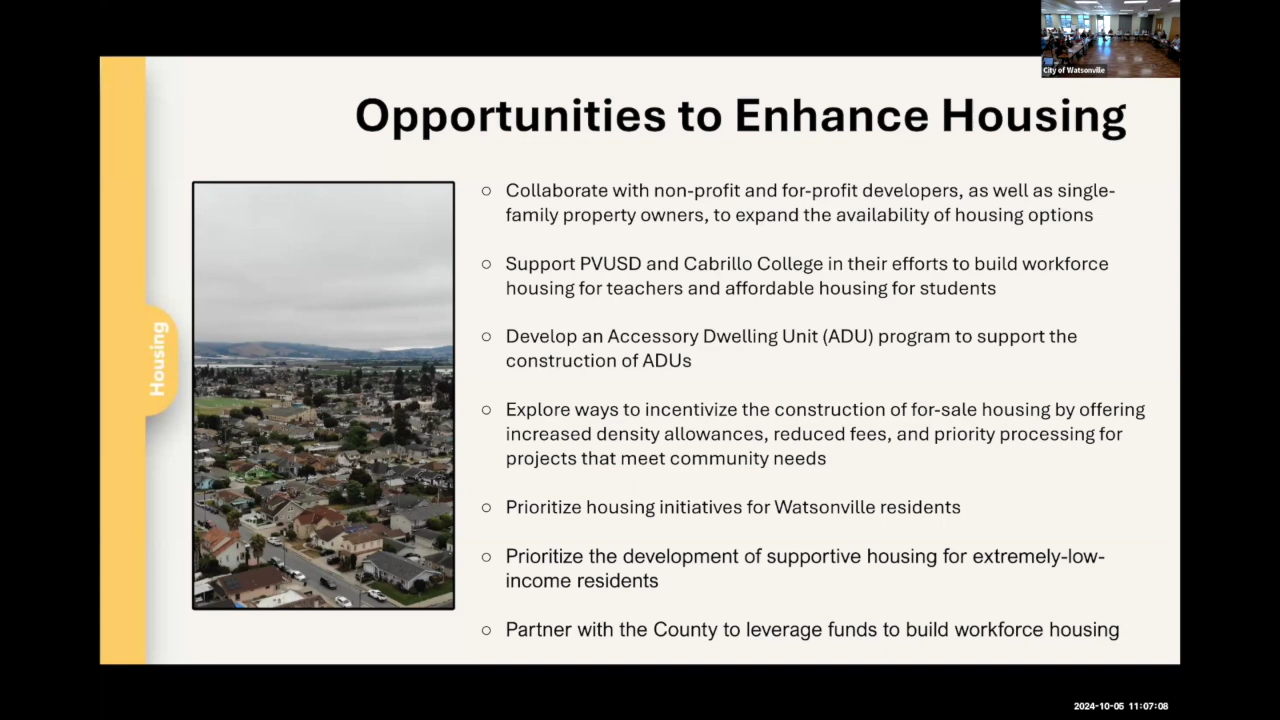 City of Watsonville
Opportunities to Enhance Housing
Housing
○ Collaborate with non-profit and for-profit developers, as well as single-
family property owners, to expand the availability of housing options
○ Support PVUSD and Cabrillo College in their efforts to build workforce
housing for teachers and affordable housing for students
○ Develop an Accessory Dwelling Unit (ADU) program to support the
construction of ADUs
○ Explore ways to incentivize the construction of for-sale housing by offering
increased density allowances, reduced fees, and priority processing for
projects that meet community needs
○ Prioritize housing initiatives for Watsonville residents
○ Prioritize the development of supportive housing for extremely-low-
income residents
○ Partner with the County to leverage funds to build workforce housing
2024-10-05 11:07:08